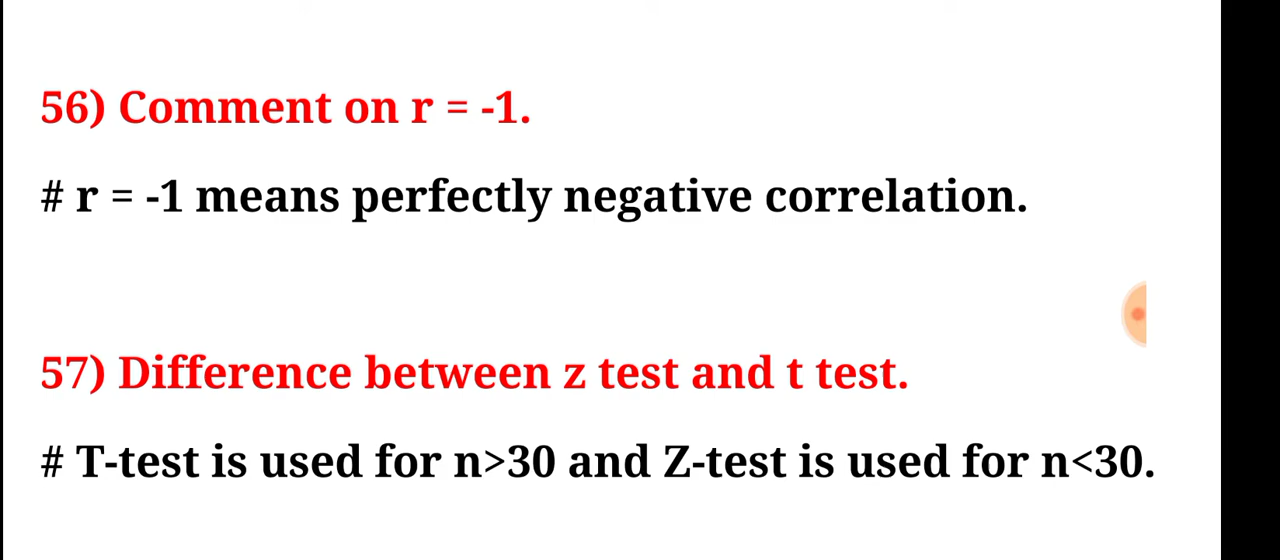 56) Comment on r = -1.
# r = -1 means perfectly negative correlation.
57) Difference between z test and t test.
# T-test is used for n>30 and Z-test is used for n<30.